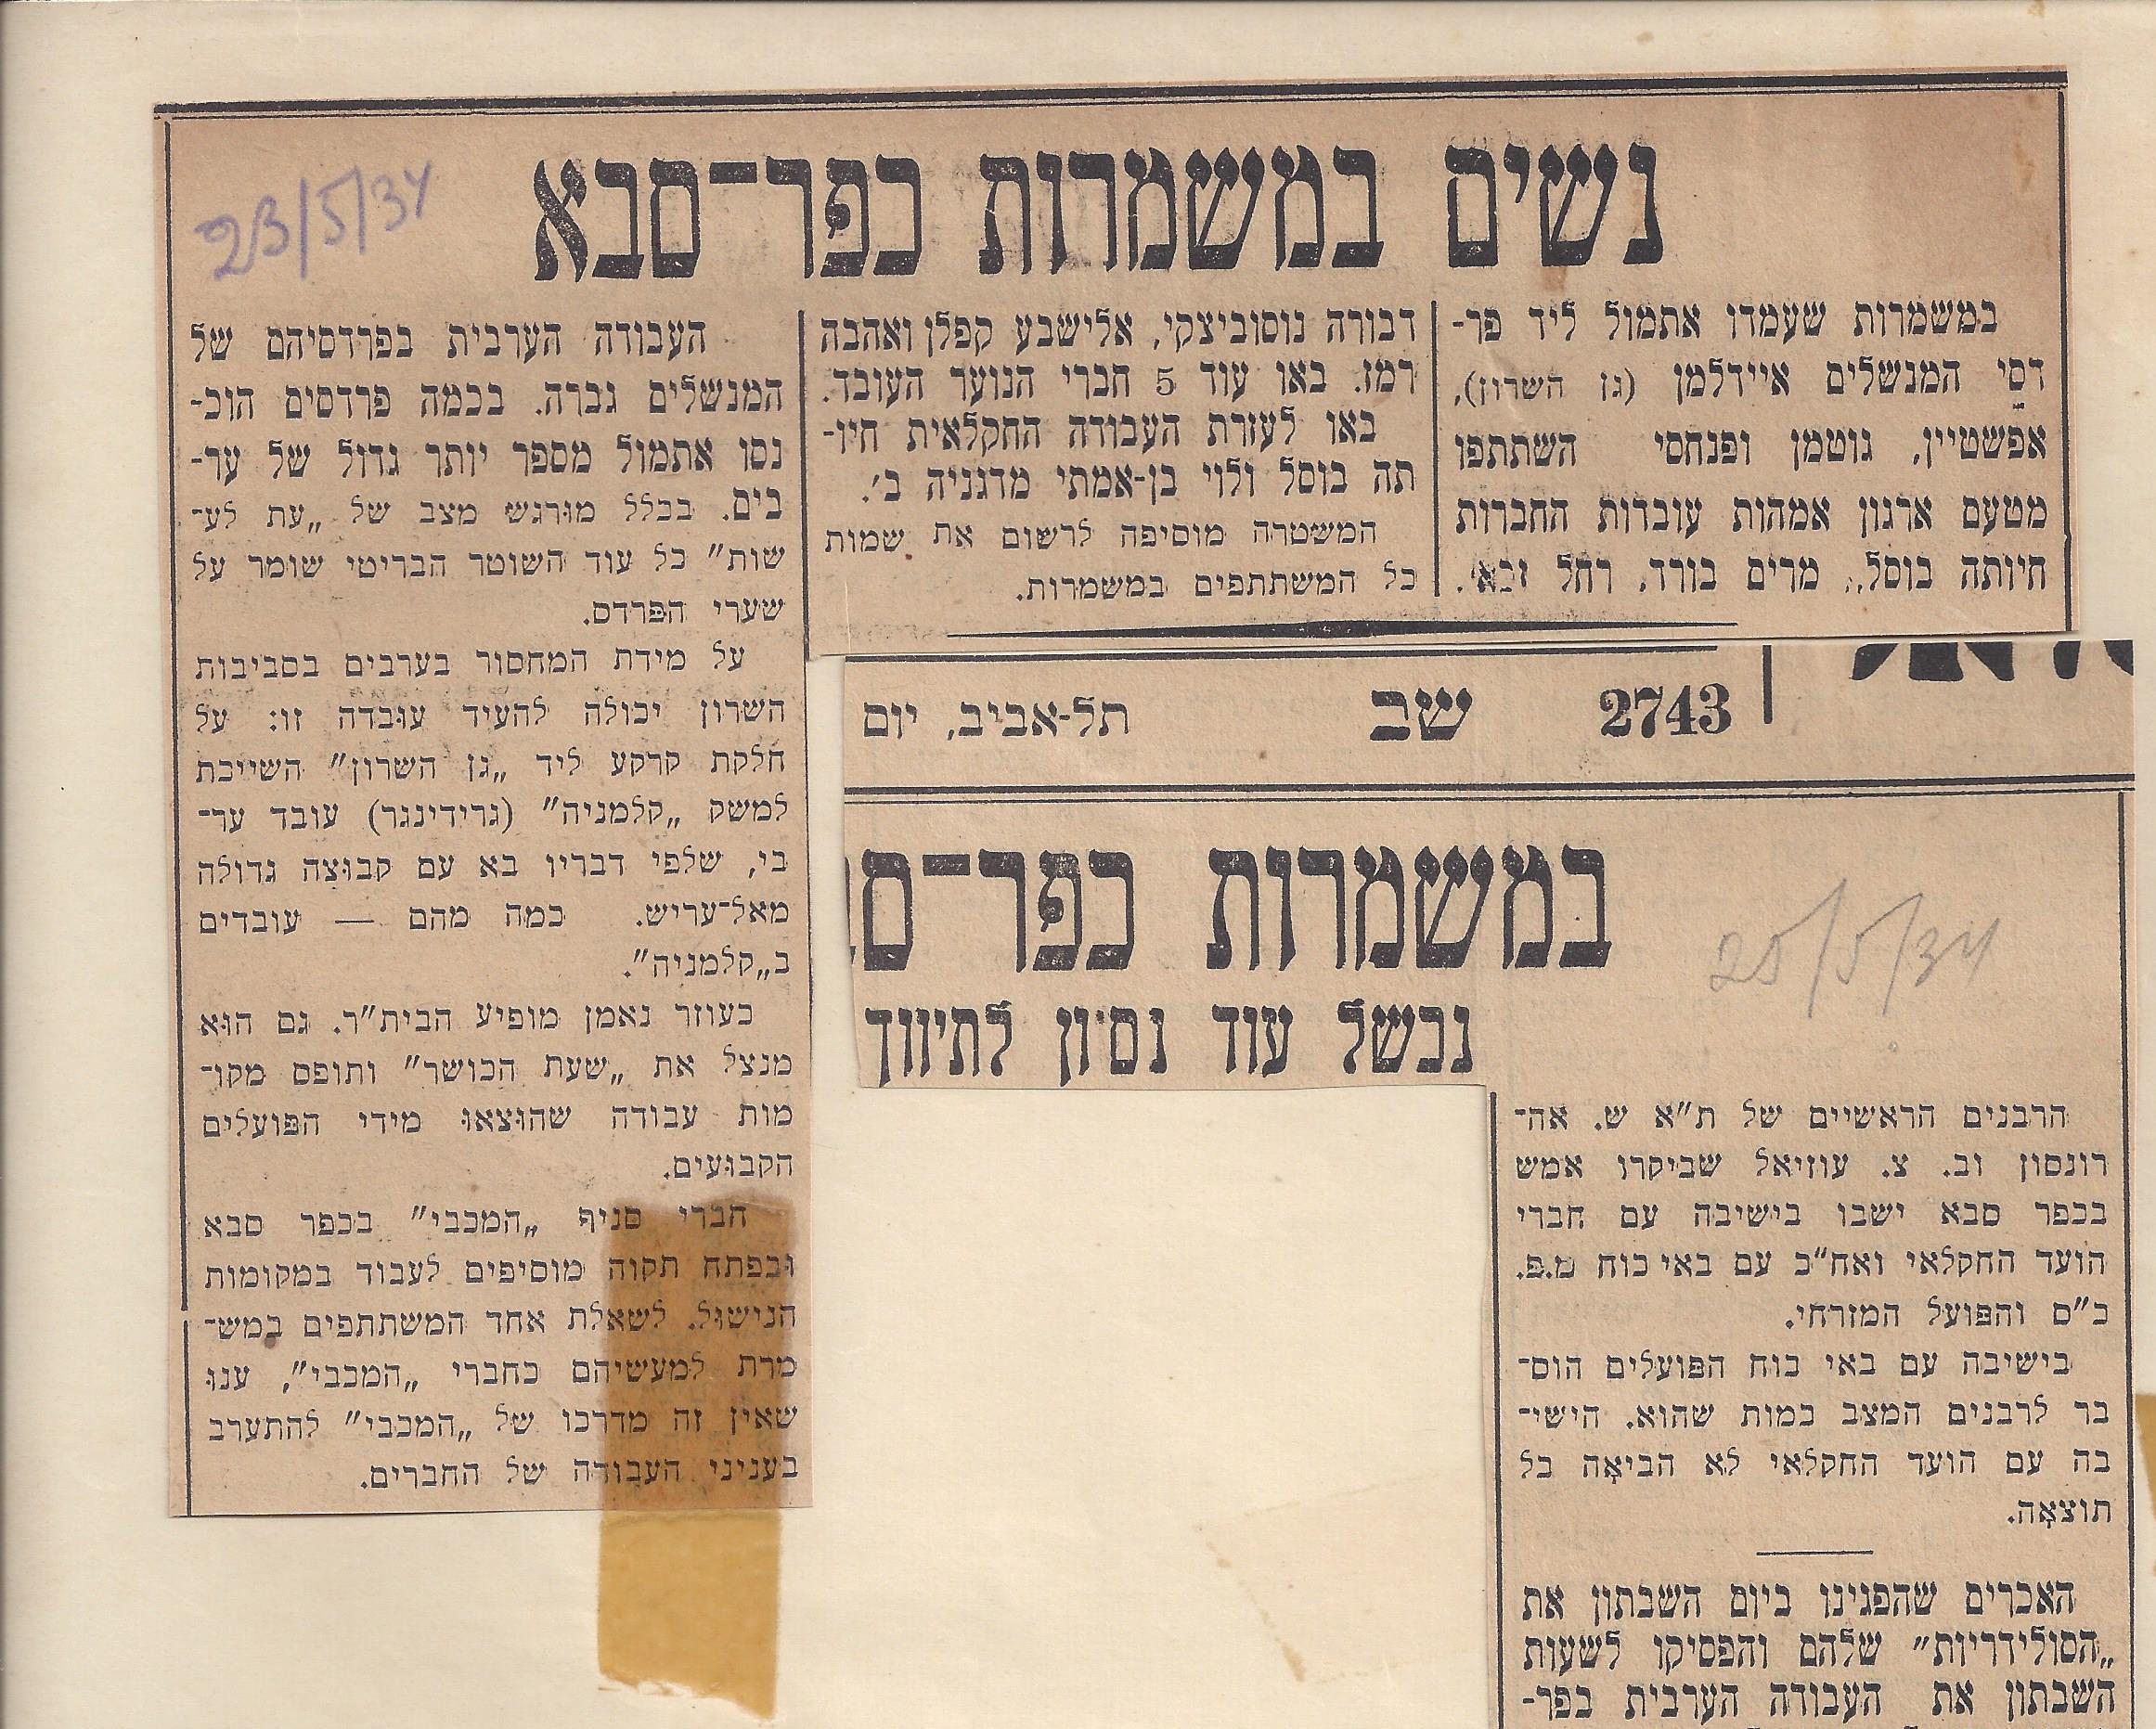 נשים במשמרות כפר־סבא
23/5/34
במשמרות שעמדו אתמול ליד פר-
דסי המנשלים איידלמן (גן השרון),
אפשטיין, גוטמן ופנחסי השתתפו
מטעם ארגון אמהות עובדות החברות
חיותה בוסל, מרים בורד, רחל זכאי,
דבורה נוסוביצקי, אלישבע קפלן ואהבה
רמז. באו עוד 5 חברי הנוער העובד.
באו לעזרת העבודה החקלאית חיו-
תה בוסל ולוי בן-אמתי מדגניה ב'.
המשטרה מוסיפה לרשום את שמות
כל המשתתפים במשמרות.
העבודה הערבית בפרדסיהם של
המנשלים גברה. בכמה פרדסים הוכ-
נסו אתמול מספר יותר גדול של ער-
בים. בכלל מורגש מצב של „עת לע־
שות" כל עוד השוטר הבריטי שומר על
שערי הפרדס.
על מידת המחסור בערבים בסביבות
השרון יכולה להעיד עובדה זו: על
חלקת קרקע ליד „גן השרון" השייכת
למשק „קלמניה" (גרידינגר) עובד ער־
בי, שלפי דבריו בא עם קבוצה גדולה
מאל־עריש. כמה מהם — עובדים
ב„קלמניה".
כעוזר נאמן מופיע הבית"ר. גם הוא
מנצל את „שעת הכושר" ותופס מקו־
מות עבודה שהוצאו מידי הפועלים
הקבועים.
חברי סניף „המכבי" בכפר סבא
ובפתח תקוה מוסיפים לעבוד במקומות
הנישול. לשאלת אחד המשתתפים במש־
מרת למעשיהם כחברי „המכבי", ענו
שאין זה מדרכו של „המכבי" להתערב
בעניני העבודה של החברים.
2743 שב תל-אביב, יום
במשמרות כפר־ס
25/5/34
נכשל עוד נסיון לתיווך
הרבנים הראשיים של ת"א ש. אה־
רונסון וב. צ. עוזיאל שביקרו אמש
בכפר סבא ישבו בישיבה עם חברי
הועד החקלאי ואח"כ עם באי כוח מ.פ.
כ"ס והפועל המזרחי.
בישיבה עם באי כוח הפועלים הוס־
בר לרבנים המצב כמות שהוא. הישי־
בה עם הועד החקלאי לא הביאה כל
תוצאה.
האכרים שהפגינו ביום השבתון את
„הסולידריות" שלהם והפסיקו לשעות
השבתון את העבודה הערבית בפר-